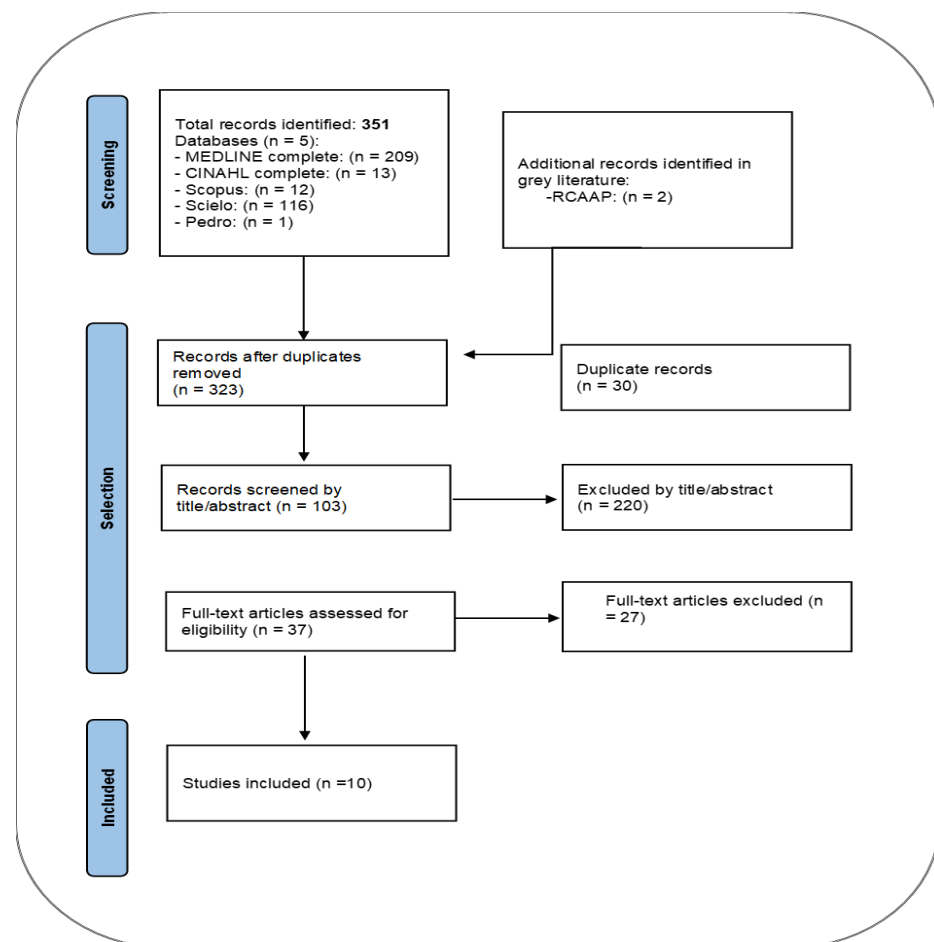 Screening
Total records identified: 351
Databases (n = 5):
- MEDLINE complete: (n = 209)
- CINAHL complete: (n = 13)
- Scopus: (n = 12)
- Scielo: (n = 116)
- Pedro: (n = 1)
Additional records identified in
grey literature:
-RCAAP: (n = 2)
Selection
Records after duplicates
removed
(n = 323)
Duplicate records
(n = 30)
Records screened by
title/abstract (n = 103)
Excluded by title/abstract
(n = 220)
Full-text articles assessed for
eligibility (n = 37)
Full-text articles excluded (n
= 27)
Included
Studies included (n =10)